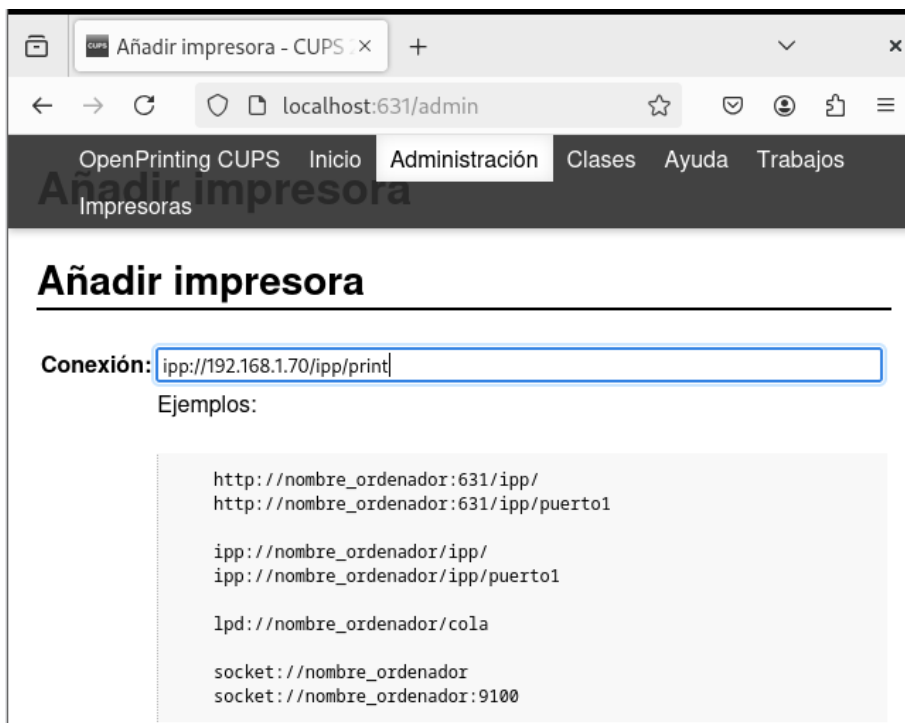 CUPS Añadir impresora - CUPS
localhost:631/admin
OpenPrinting CUPS Inicio Administración Clases Ayuda Trabajos
Añadir impresora
Impresoras
Añadir impresora
Conexión: ipp://192.168.1.70/ipp/print
Ejemplos:
http://nombre_ordenador:631/ipp/
http://nombre_ordenador:631/ipp/puerto1
ipp://nombre_ordenador/ipp/
ipp://nombre_ordenador/ipp/puerto1
lpd://nombre_ordenador/cola
socket://nombre_ordenador
socket://nombre_ordenador:9100